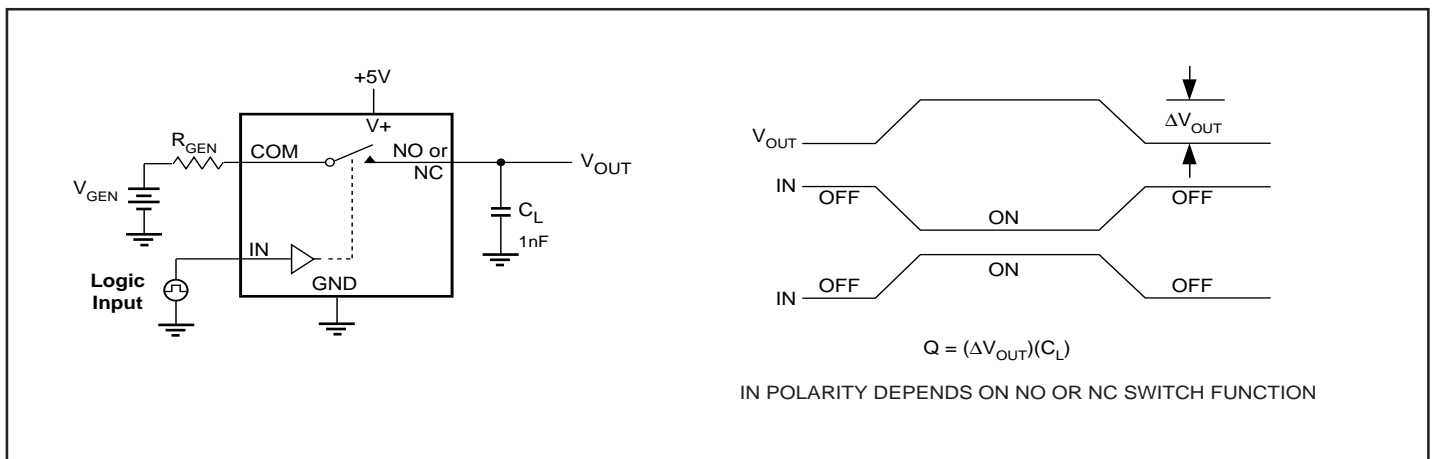 +5V
V+
R_GEN
COM
NO or
NC
V_OUT
V_GEN
C_L
1nF
IN
Logic
Input
GND
V_OUT
ΔV_OUT
IN
OFF
ON
OFF
IN
OFF
ON
OFF
Q = (ΔV_OUT)(C_L)
IN POLARITY DEPENDS ON NO OR NC SWITCH FUNCTION